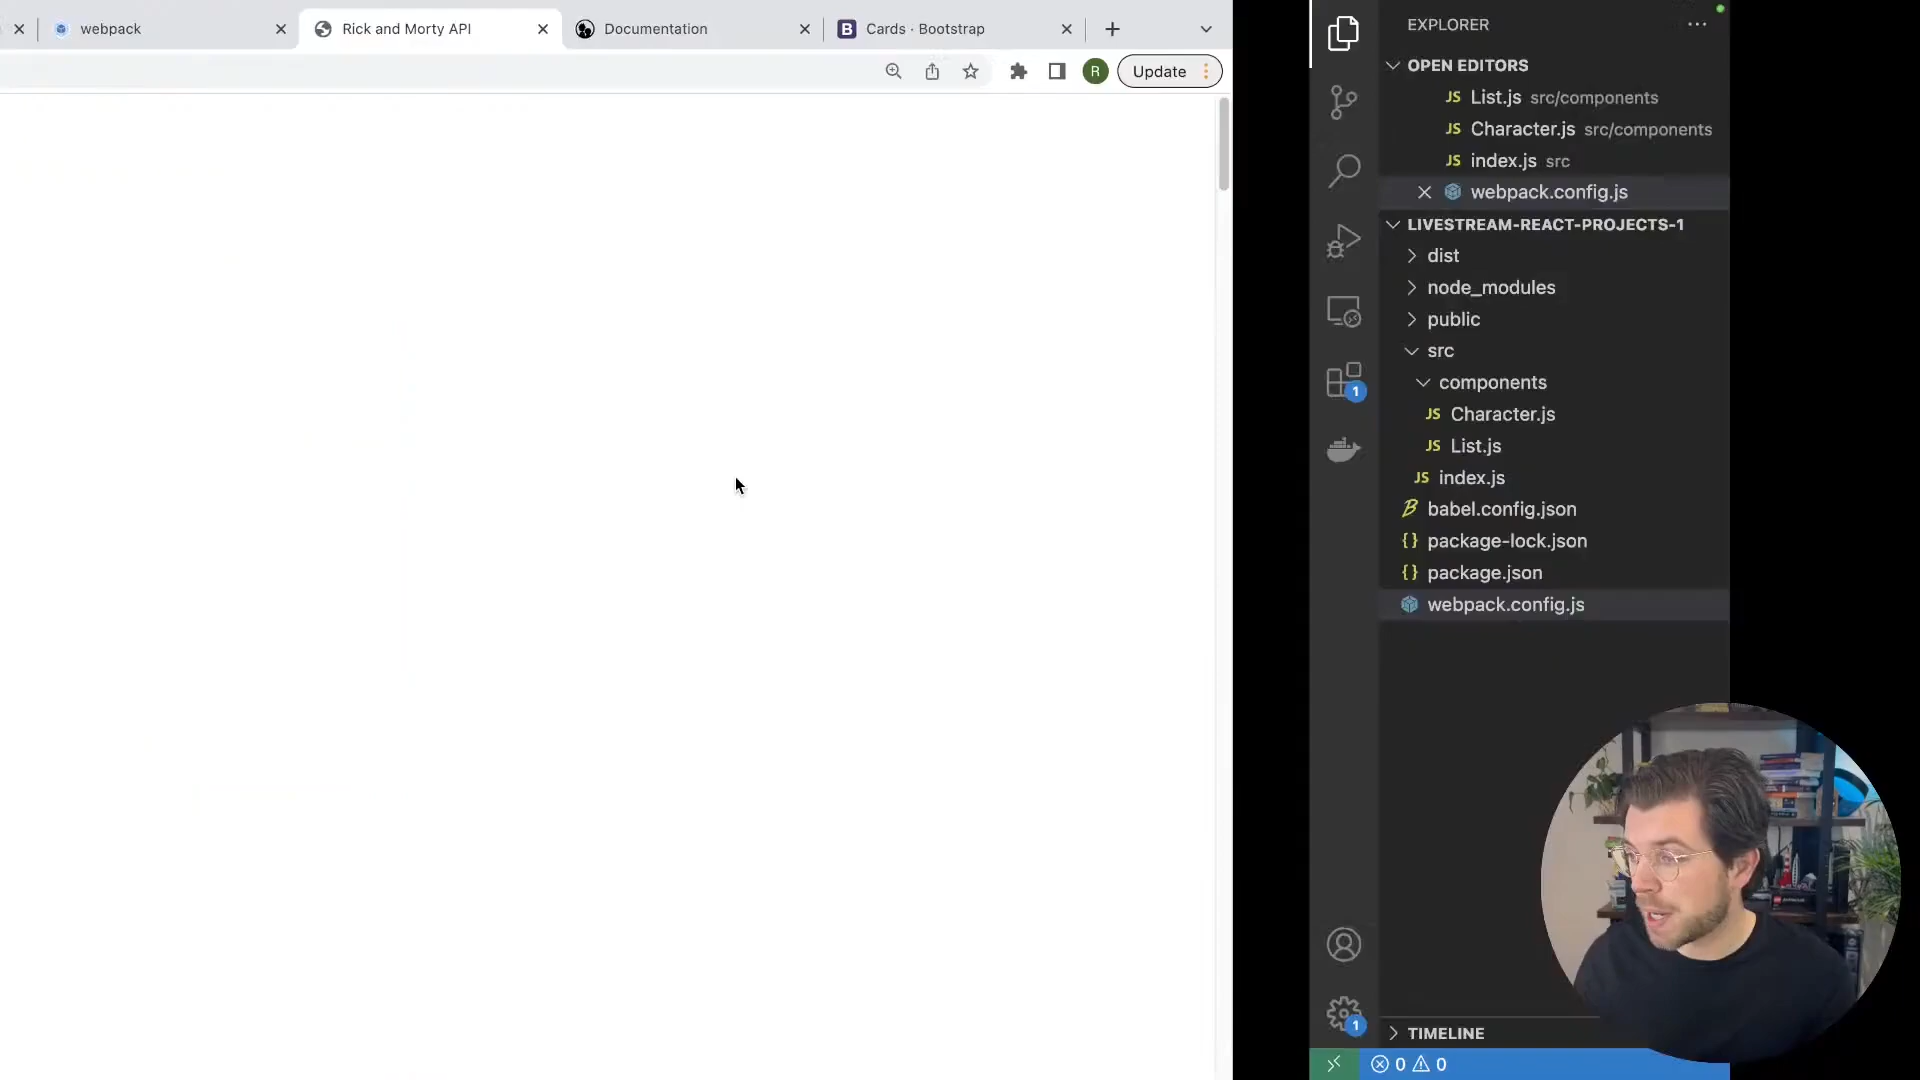 webpack
Rick and Morty API
Documentation
B Cards · Bootstrap
R
Update
EXPLORER
OPEN EDITORS
JS List.js src/components
JS Character.js src/components
JS index.js src
webpack.config.js
LIVESTREAM-REACT-PROJECTS-1
dist
node_modules
public
src
components
JS Character.js
1
JS List.js
JS index.js
babel.config.json
{} package-lock.json
{} package.json
webpack.config.js
1
TIMELINE
0 0